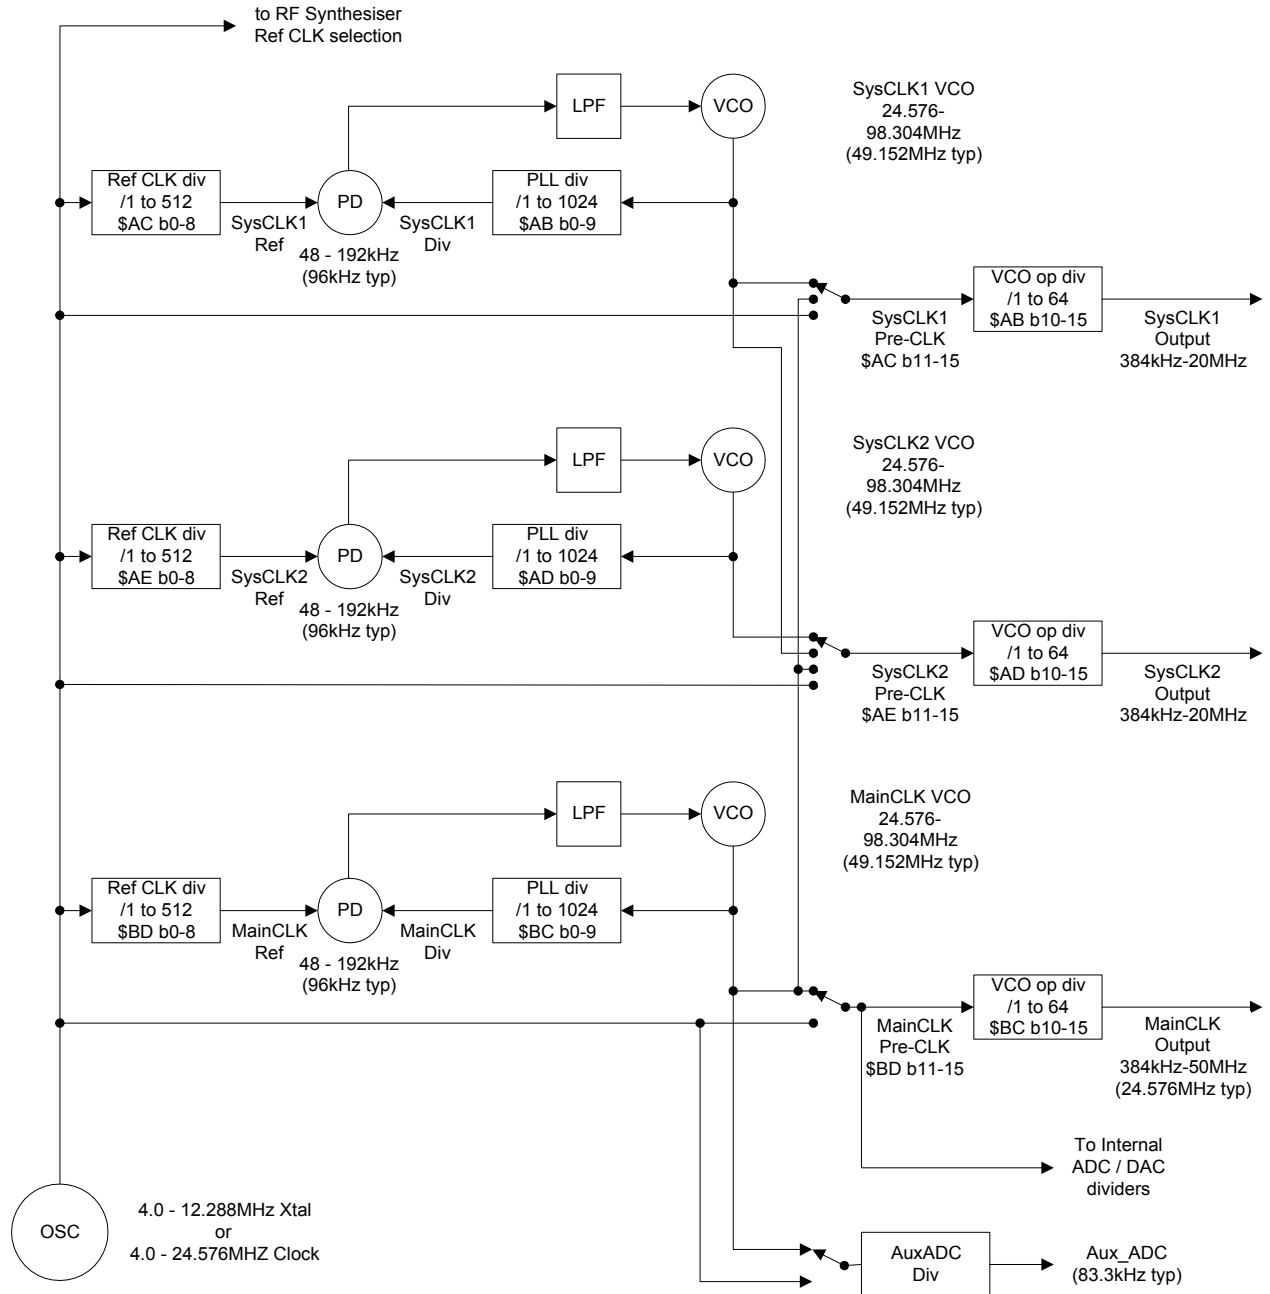 to RF Synthesiser
Ref CLK selection
LPF
VCO
SysCLK1 VCO
24.576-
98.304MHz
(49.152MHz typ)
Ref CLK div
/1 to 512
$AC b0-8
SysCLK1
Ref
PD
48 - 192kHz
(96kHz typ)
SysCLK1
Div
PLL div
/1 to 1024
$AB b0-9
SysCLK1
Pre-CLK
$AC b11-15
VCO op div
/1 to 64
$AB b10-15
SysCLK1
Output
384kHz-20MHz
LPF
VCO
SysCLK2 VCO
24.576-
98.304MHz
(49.152MHz typ)
Ref CLK div
/1 to 512
$AE b0-8
SysCLK2
Ref
PD
48 - 192kHz
(96kHz typ)
SysCLK2
Div
PLL div
/1 to 1024
$AD b0-9
SysCLK2
Pre-CLK
$AE b11-15
VCO op div
/1 to 64
$AD b10-15
SysCLK2
Output
384kHz-20MHz
LPF
VCO
MainCLK VCO
24.576-
98.304MHz
(49.152MHz typ)
Ref CLK div
/1 to 512
$BD b0-8
MainCLK
Ref
PD
48 - 192kHz
(96kHz typ)
MainCLK
Div
PLL div
/1 to 1024
$BC b0-9
MainCLK
Pre-CLK
$BD b11-15
VCO op div
/1 to 64
$BC b10-15
MainCLK
Output
384kHz-50MHz
(24.576MHz typ)
To Internal
ADC / DAC
dividers
OSC
4.0 - 12.288MHz Xtal
or
4.0 - 24.576MHZ Clock
AuxADC
Div
Aux_ADC
(83.3kHz typ)